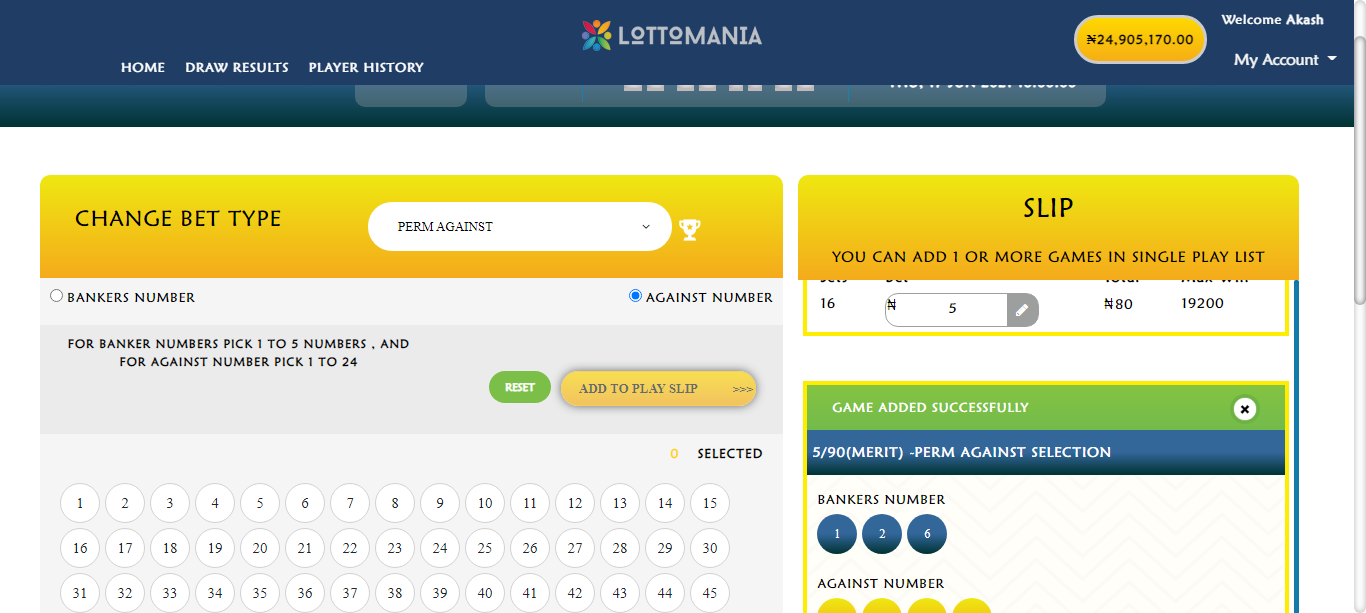 LOTTOMANIA
₦24,905,170.00
Welcome Akash
My Account
HOME DRAW RESULTS PLAYER HISTORY
CHANGE BET TYPE
PERM AGAINST
SLIP
YOU CAN ADD 1 OR MORE GAMES IN SINGLE PLAY LIST
BANKERS NUMBER
AGAINST NUMBER
16
₦ 5
₦80
19200
FOR BANKER NUMBERS PICK 1 TO 5 NUMBERS , AND
FOR AGAINST NUMBER PICK 1 TO 24
RESET
ADD TO PLAY SLIP >>>
0 SELECTED
1 2 3 4 5 6 7 8 9 10 11 12 13 14 15
16 17 18 19 20 21 22 23 24 25 26 27 28 29 30
31 32 33 34 35 36 37 38 39 40 41 42 43 44 45
GAME ADDED SUCCESSFULLY
5/90(MERIT) -PERM AGAINST SELECTION
BANKERS NUMBER
1 2 6
AGAINST NUMBER